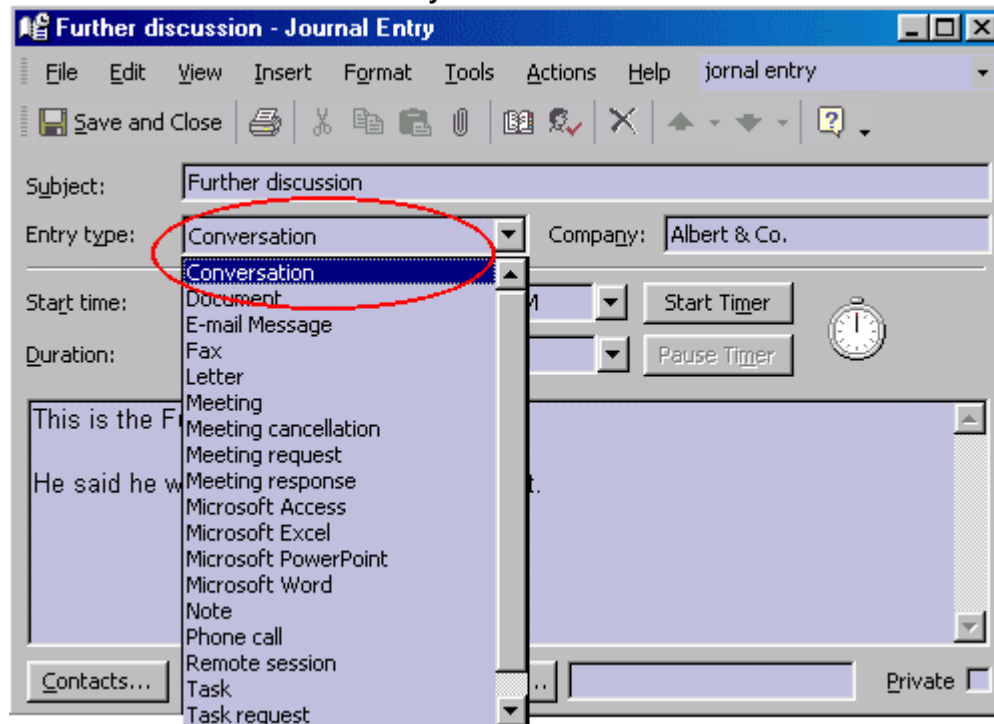 Further discussion - Journal Entry
File Edit View Insert Format Tools Actions Help jornal entry
Save and Close
Subject: Further discussion
Entry type: Conversation Company: Albert & Co.
Conversation
Start time: Document M Start Timer
E-mail Message
Duration: Fax Pause Timer
Letter
This is the Meeting
Meeting cancellation
Meeting request
He said he Meeting response t.
Microsoft Access
Microsoft Excel
Microsoft PowerPoint
Microsoft Word
Note
Phone call
Remote session
Contacts... Task .. Private
Task request